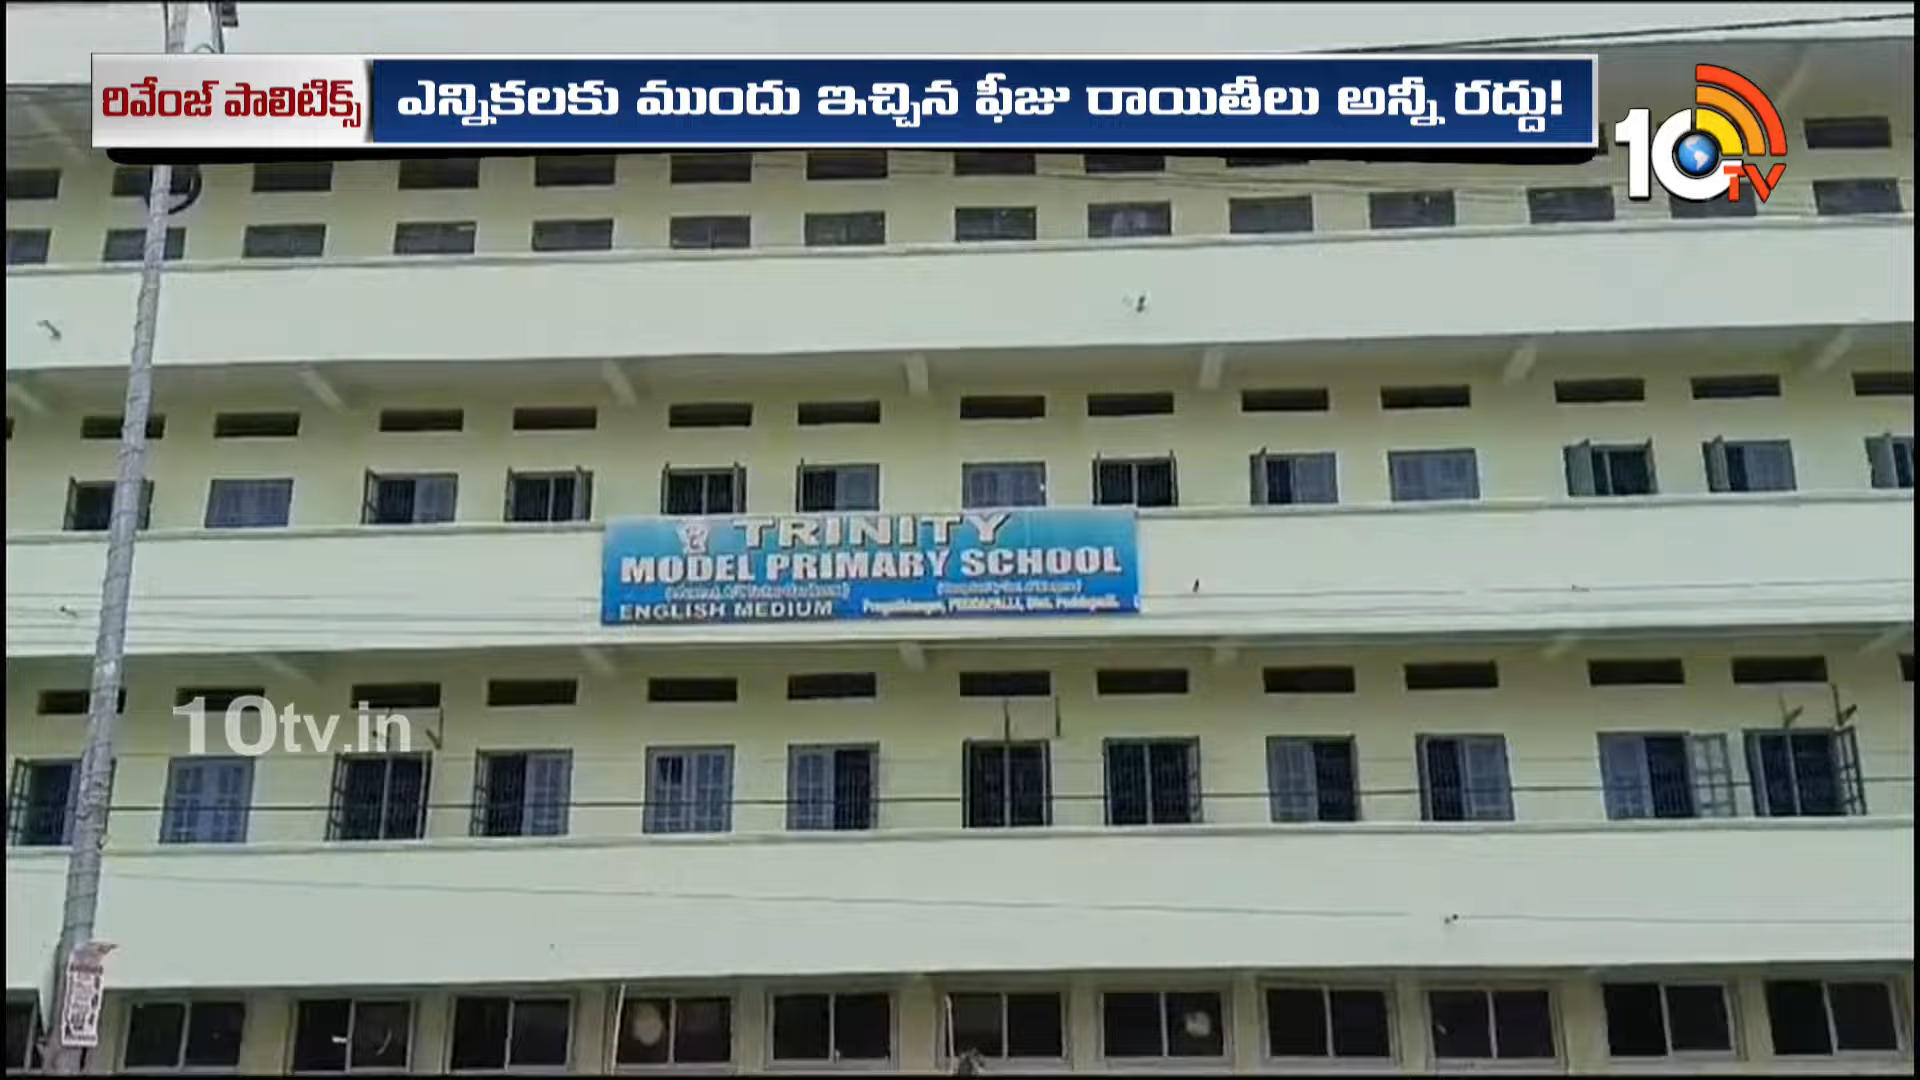 రివేంజ్ పాలిటిక్స్ ఎన్నికలకు ముందు ఇచ్చిన ఫీజు రాయితీలు అన్నీ రద్దు!
10TV
TRINITY
MODEL PRIMARY SCHOOL
ENGLISH MEDIUM
10tv.in